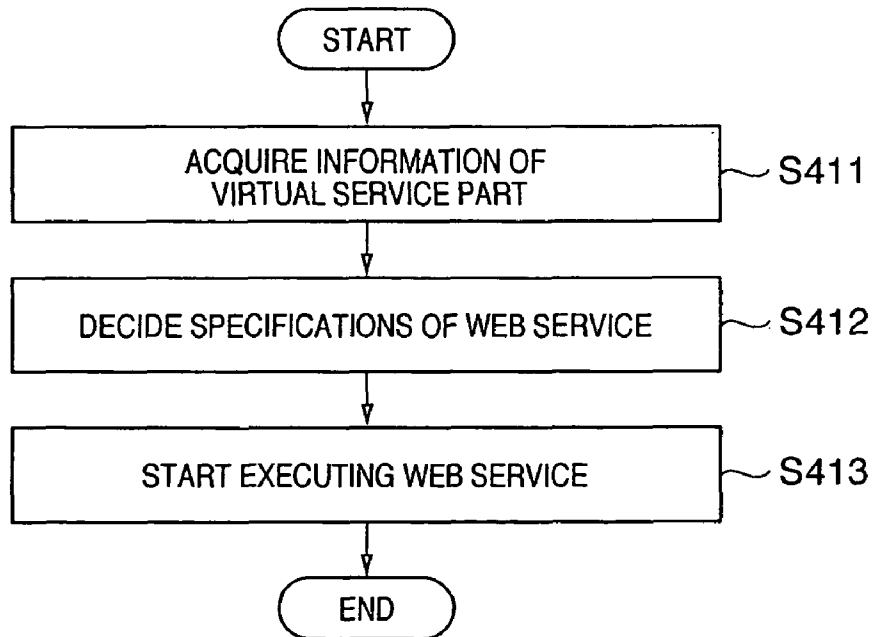 START
ACQUIRE INFORMATION OF
VIRTUAL SERVICE PART
S411
DECIDE SPECIFICATIONS OF WEB SERVICE
S412
START EXECUTING WEB SERVICE
S413
END